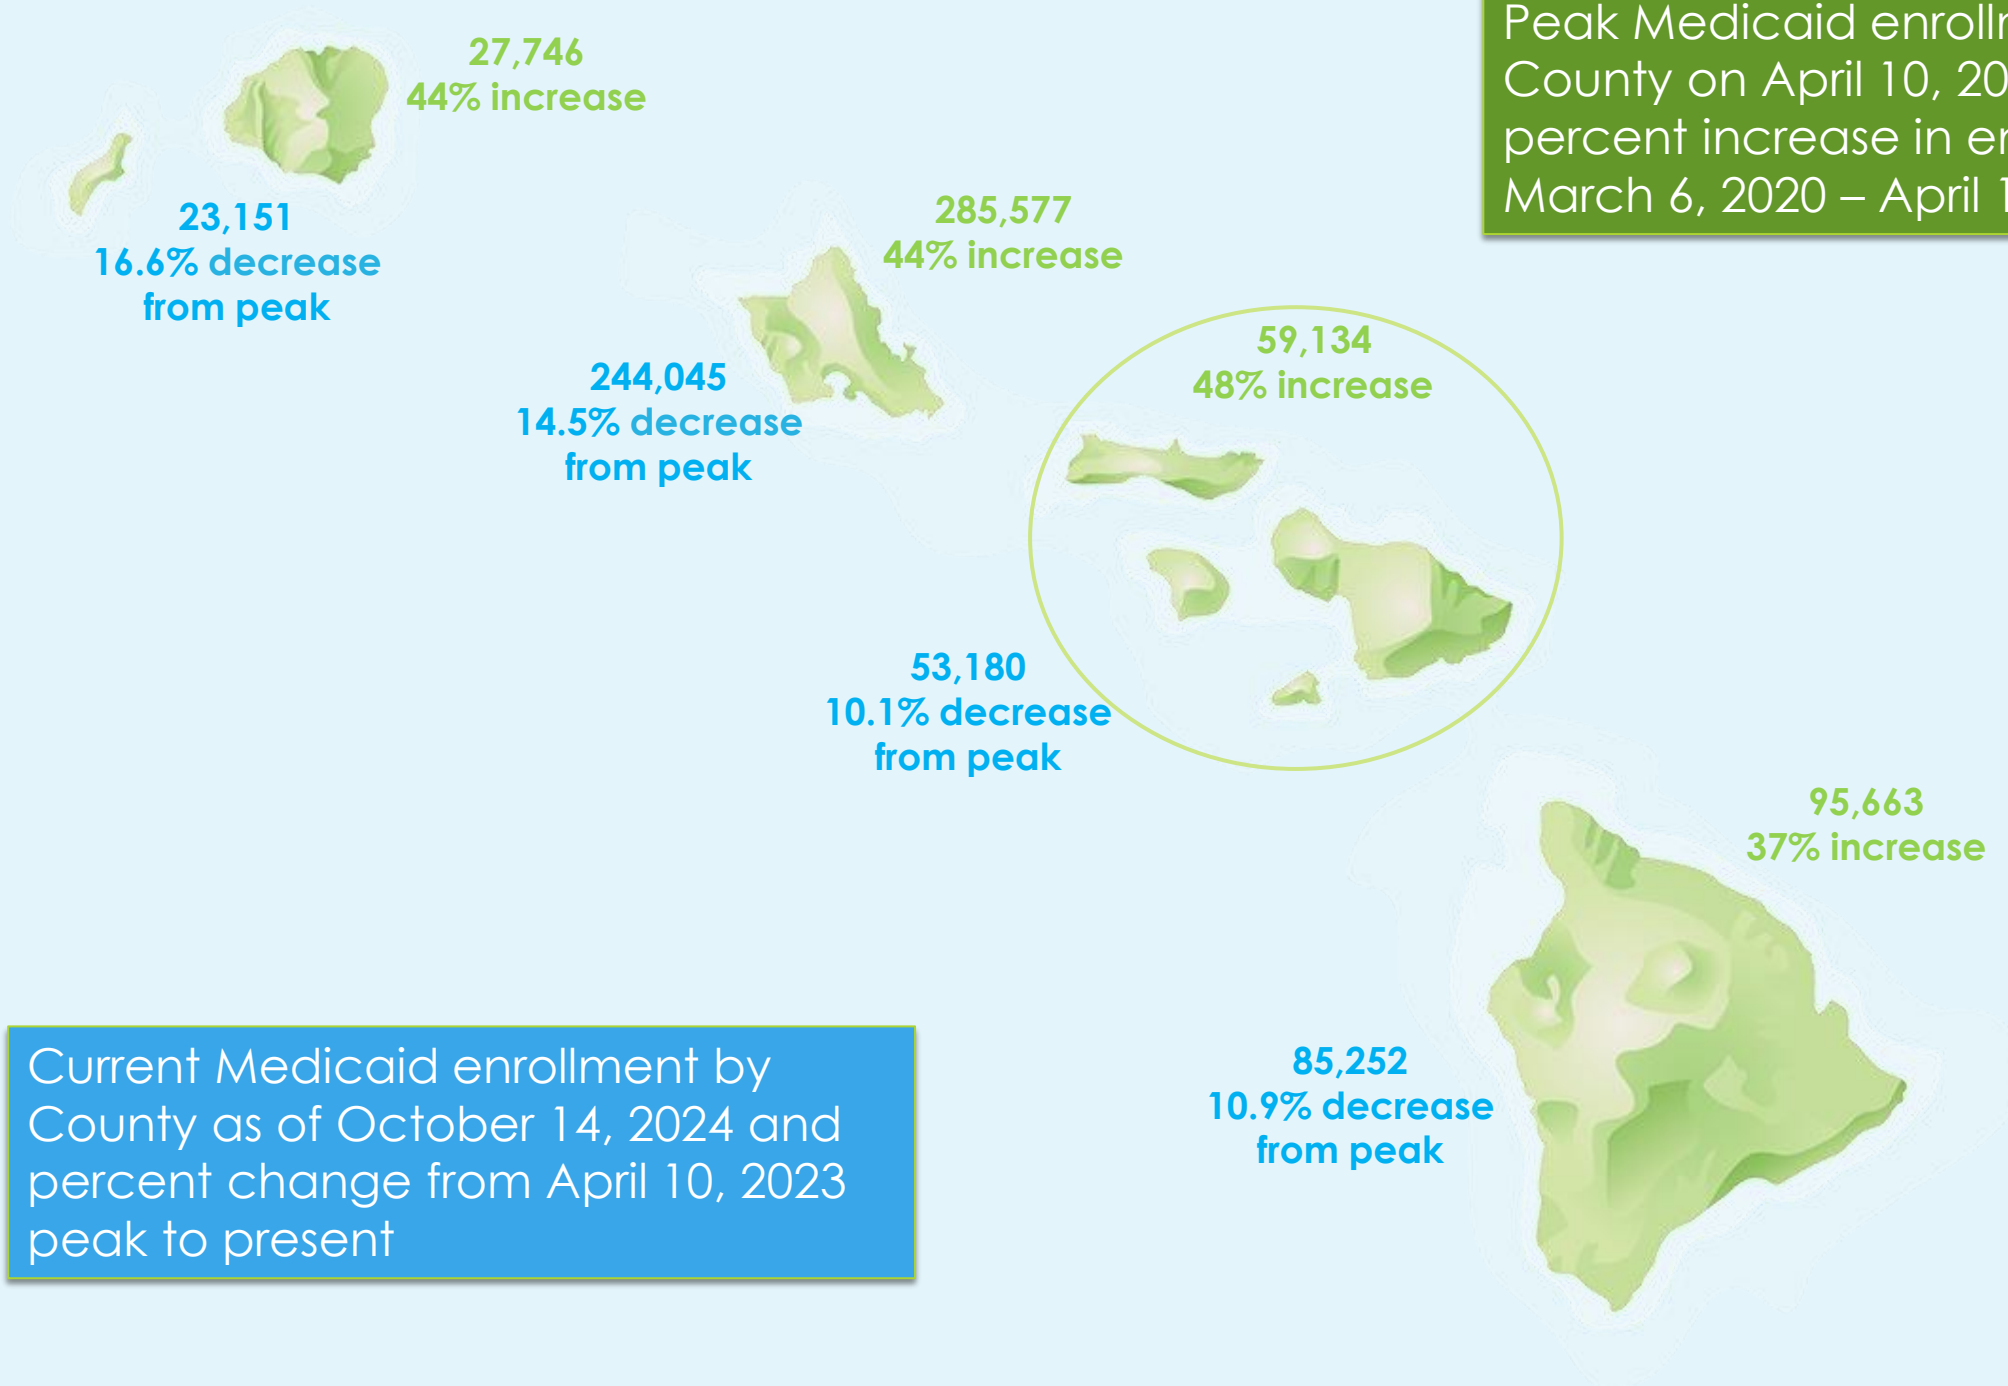 Peak Medicaid
County on April 10,
percent increase in
March 6, 2020 – April
27,746
44% increase
23,151
16.6% decrease
from peak
285,577
44% increase
244,045
14.5% decrease
from peak
59,134
48% increase
53,180
10.1% decrease
from peak
95,663
37% increase
85,252
10.9% decrease
from peak
Current Medicaid enrollment by
County as of October 14, 2024 and
percent change from April 10, 2023
peak to present